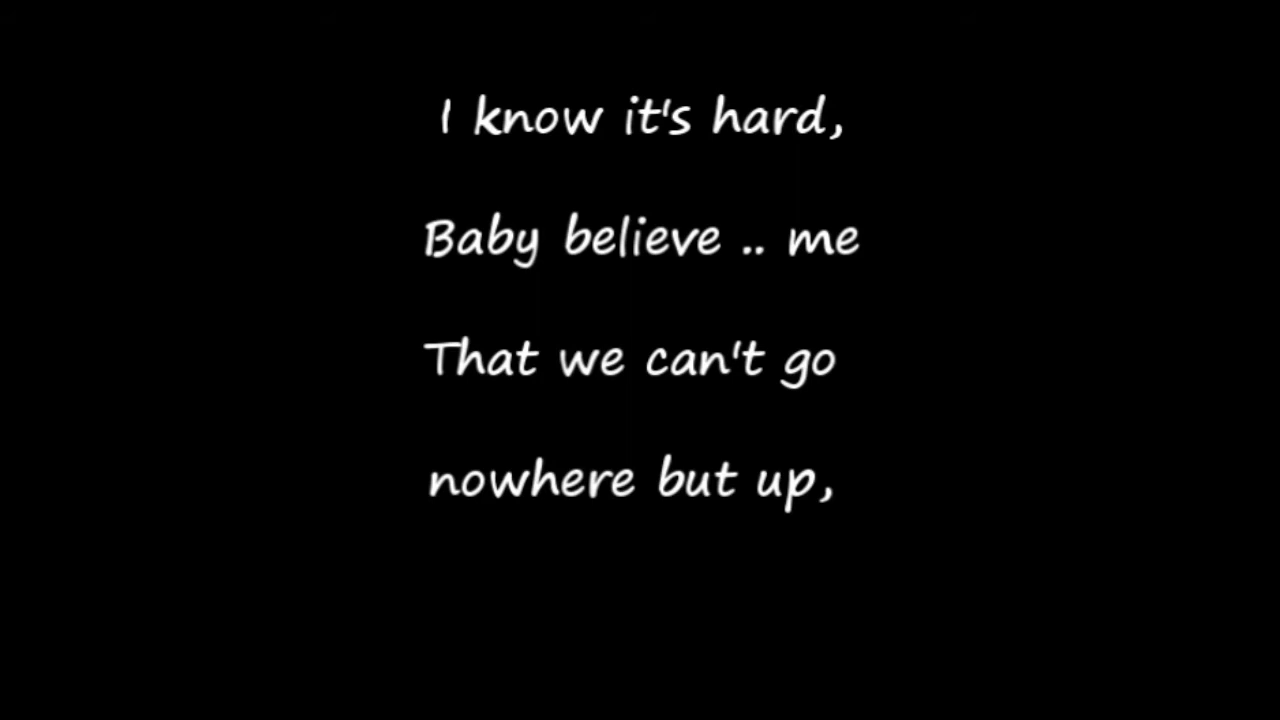 I know it's hard,
Baby believe .. me
That we can't go
nowhere but up,